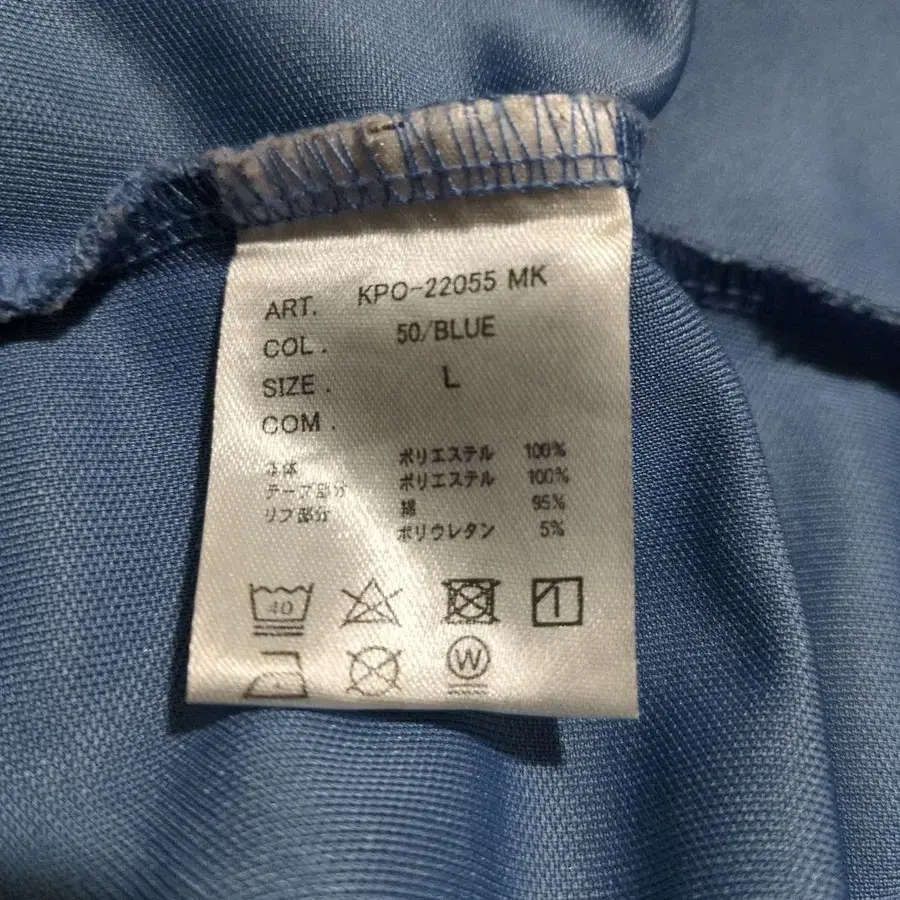 ART. KPO-22055 MK
COL. 50/BLUE
SIZE. L
COM.
本体 ポリエステル 100%
テープ部分 ポリエステル 100%
リブ部分 綿 95%
ポリウレタン 5%
40
W